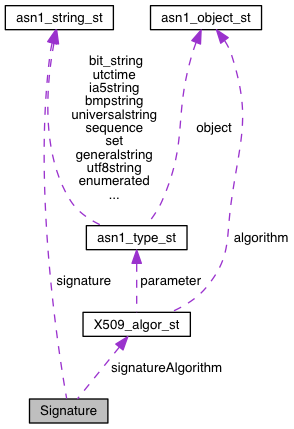 asn1_string_st
asn1_object_st
bit_string
utctime
ia5string
bmpstring
universalstring
sequence
set
generalstring
utf8string
enumerated
...
object
asn1_type_st
algorithm
signature
parameter
X509_algor_st
signatureAlgorithm
Signature